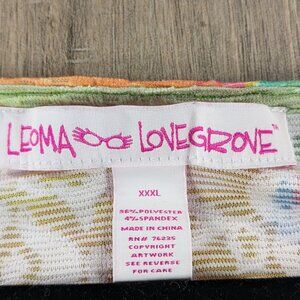 LEOMA LOVEGROVE™
XXXL
96% POLYESTER
4% SPANDEX
MADE IN CHINA
RN# 76235
COPYRIGHT
ARTWORK
SEE REVERSE
FOR CARE